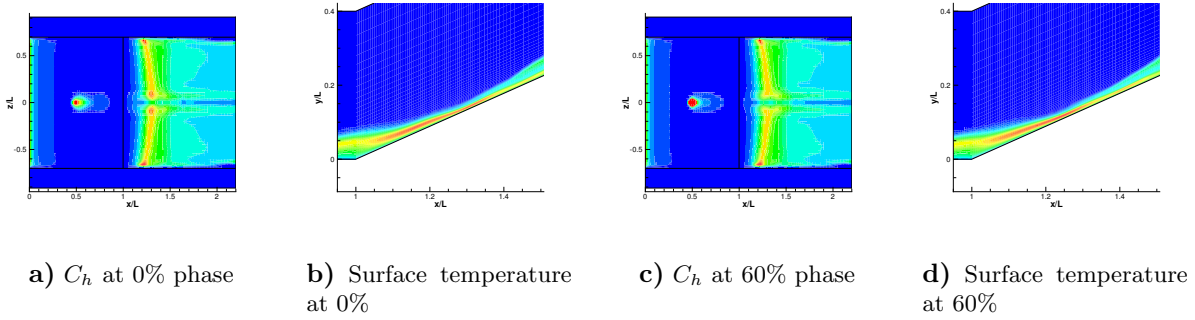 z/L
0.5
0
-0.5
0 0.5 1 1.5 2
x/L
y/L
0.4
0.2
0
1 1.2 1.4
x/L
z/L
0.5
0
-0.5
0 0.5 1 1.5 2
x/L
y/L
0.4
0.2
0
1 1.2 1.4
x/L
a) C_h at 0% phase
b) Surface temperature
at 0%
c) C_h at 60% phase
d) Surface temperature
at 60%